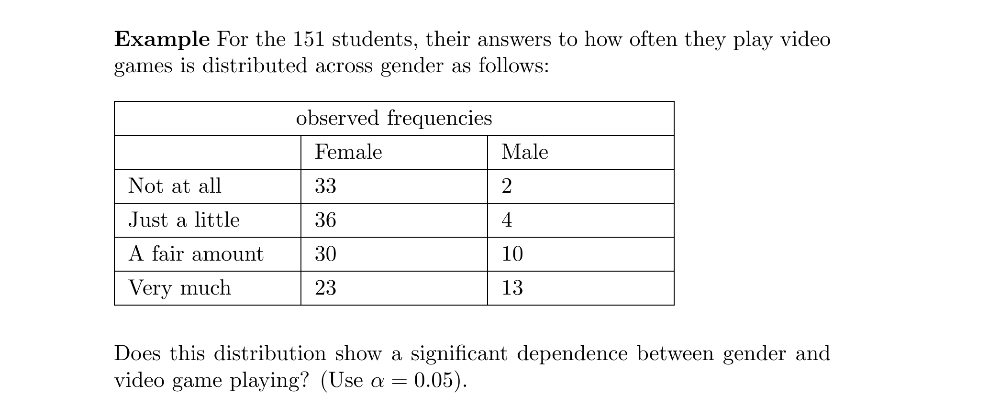 Example For the 151 students, their answers to how often they play video
games is distributed across gender as follows:
observed frequencies
Female Male
Not at all 33 2
Just a little 36 4
A fair amount 30 10
Very much 23 13
Does this distribution show a significant dependence between gender and
video game playing? (Use α = 0.05).